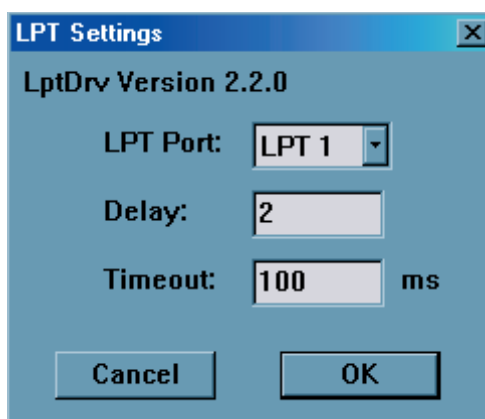 LPT Settings
LptDrv Version 2.2.0
LPT Port: LPT 1
Delay: 2
Timeout: 100 ms
Cancel OK